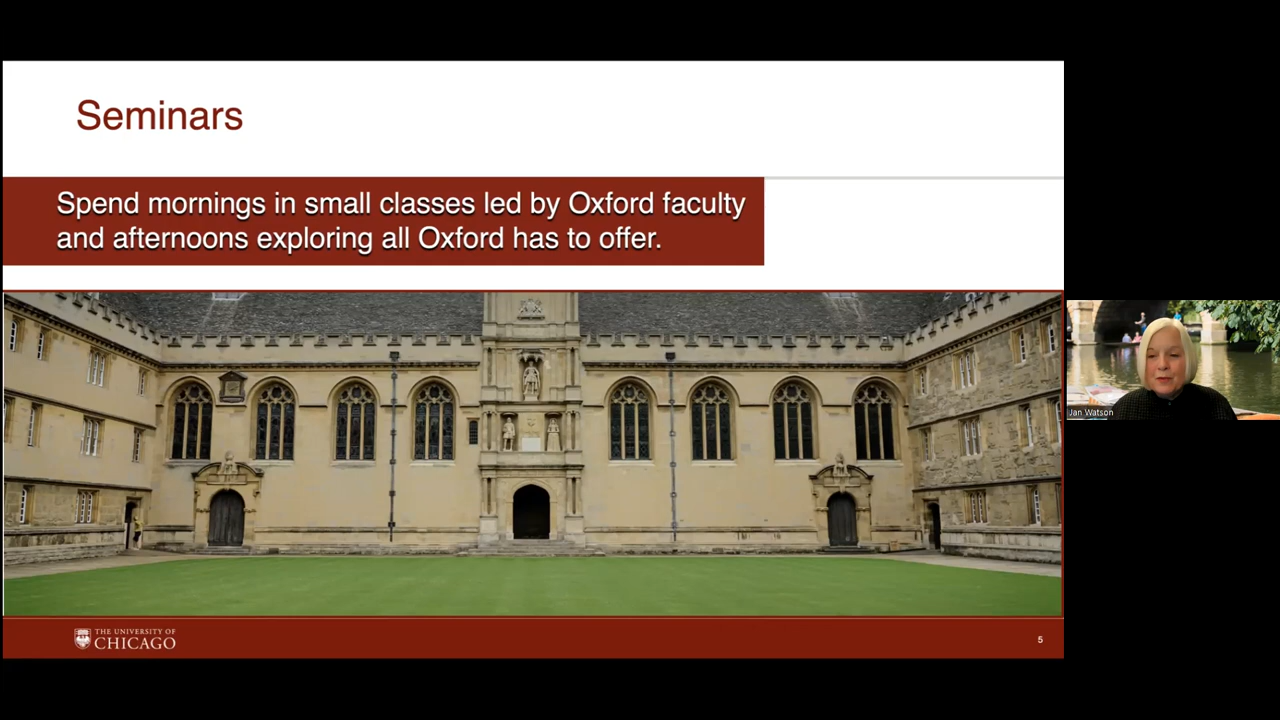 Seminars
Spend mornings in small classes led by Oxford faculty
and afternoons exploring all Oxford has to offer.
Jan Watson
THE UNIVERSITY OF
CHICAGO
5